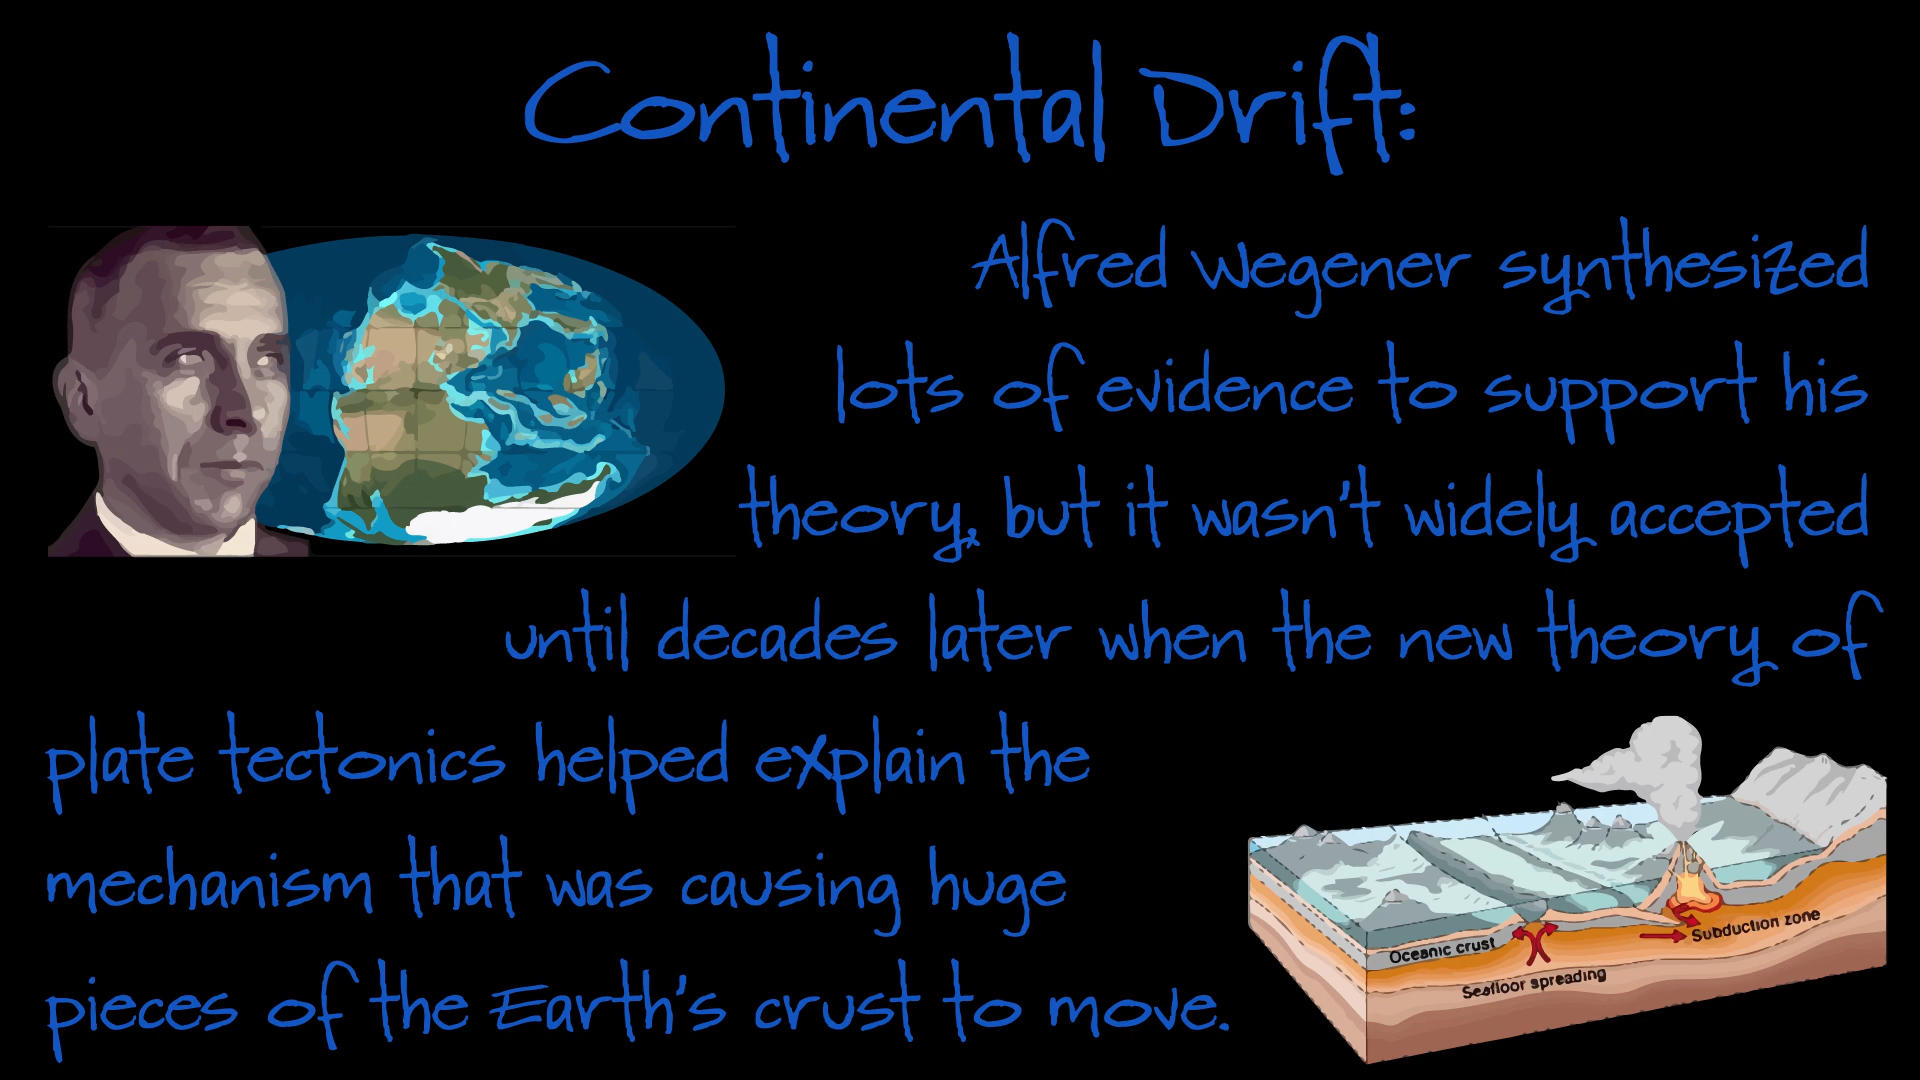 Continental Drift:
Alfred Wegener synthesized
lots of evidence to support his
theory, but it wasn't widely accepted
until decades later when the new theory of
plate tectonics helped explain the
mechanism that was causing huge
pieces of the Earth's crust to move.
Oceanic crust
Seafloor spreading
Subduction zone